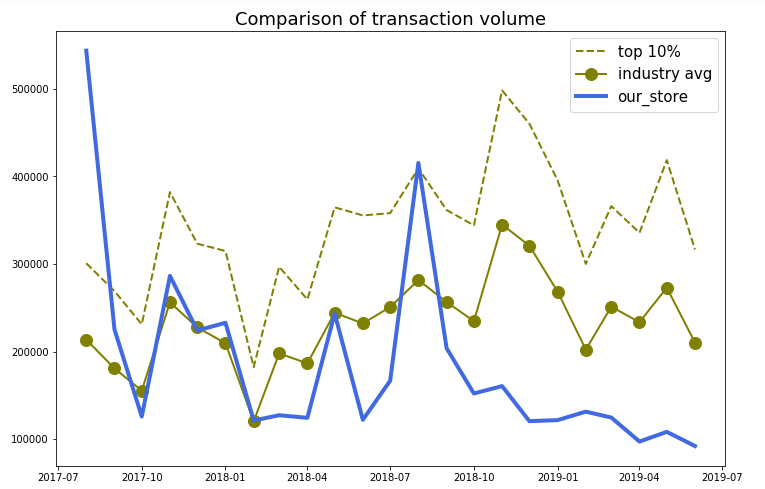 Comparison of transaction volume
top 10%
industry avg
our_store
500000
400000
300000
200000
100000
2017-07 2017-10 2018-01 2018-04 2018-07 2018-10 2019-01 2019-04 2019-07